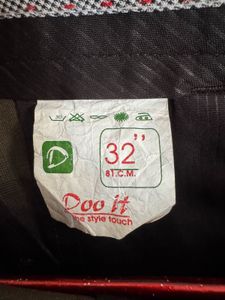 32”
81.C.M.
Doo it
the style touch